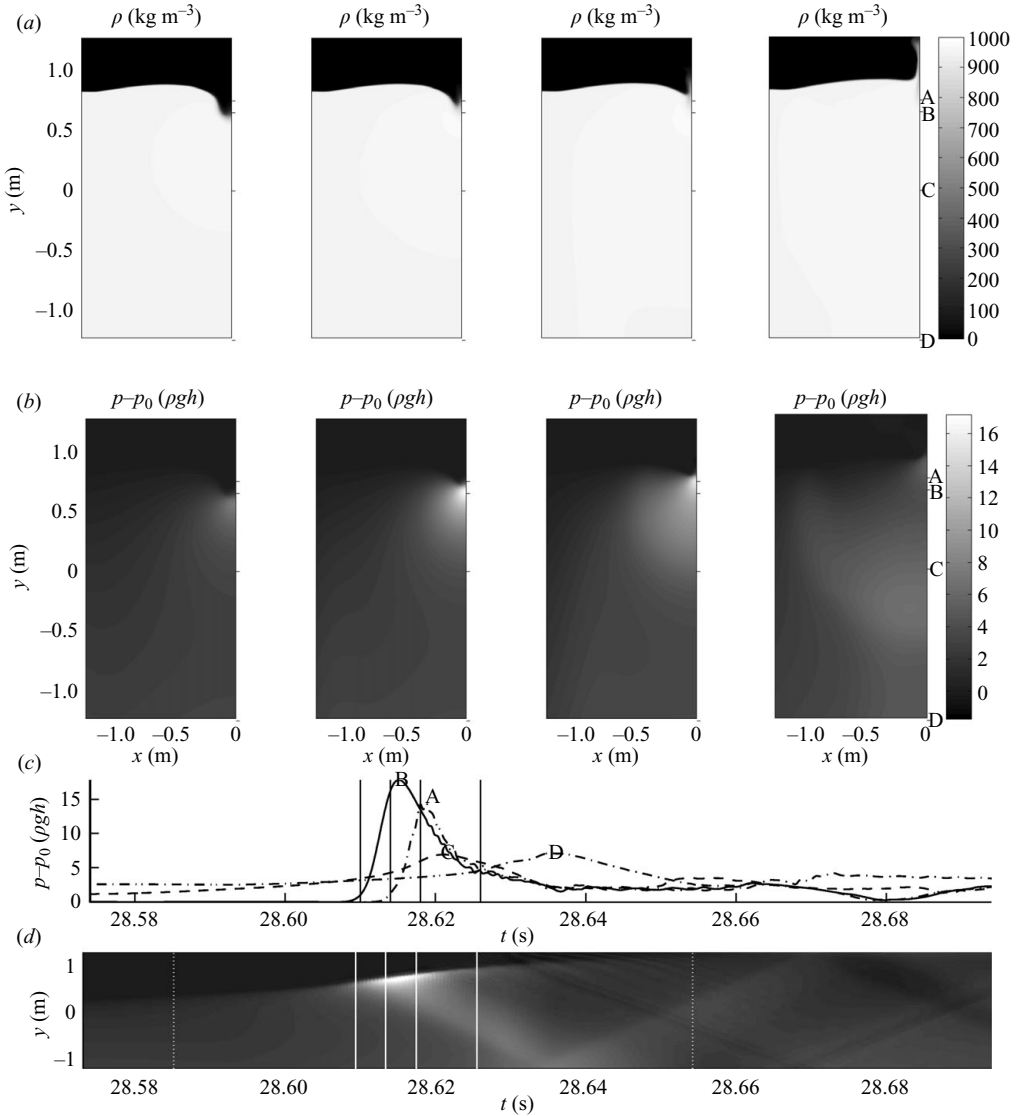 (a) ρ (kg m–3) ρ (kg m–3) ρ (kg m–3) ρ (kg m–3)
1.0 0.5 0 –0.5 –1.0
y (m)
A
B
C
D
1000
900
800
700
600
500
400
300
200
100
0
(b) p–p0 (ρgh) p–p0 (ρgh) p–p0 (ρgh) p–p0 (ρgh)
1.0 0.5 0 –0.5 –1.0
y (m)
A
B
C
D
16
14
12
10
8
6
4
2
0
–1.0 –0.5 0 –1.0 –0.5 0 –1.0 –0.5 0 –1.0 –0.5 0
x (m) x (m) x (m) x (m)
(c)
p–p0 (ρgh)
15
10
5
0
B
A
C
D
28.58 28.60 28.62 28.64 28.66 28.68
t (s)
(d)
y (m)
1
0
–1
28.58 28.60 28.62 28.64 28.66 28.68
t (s)